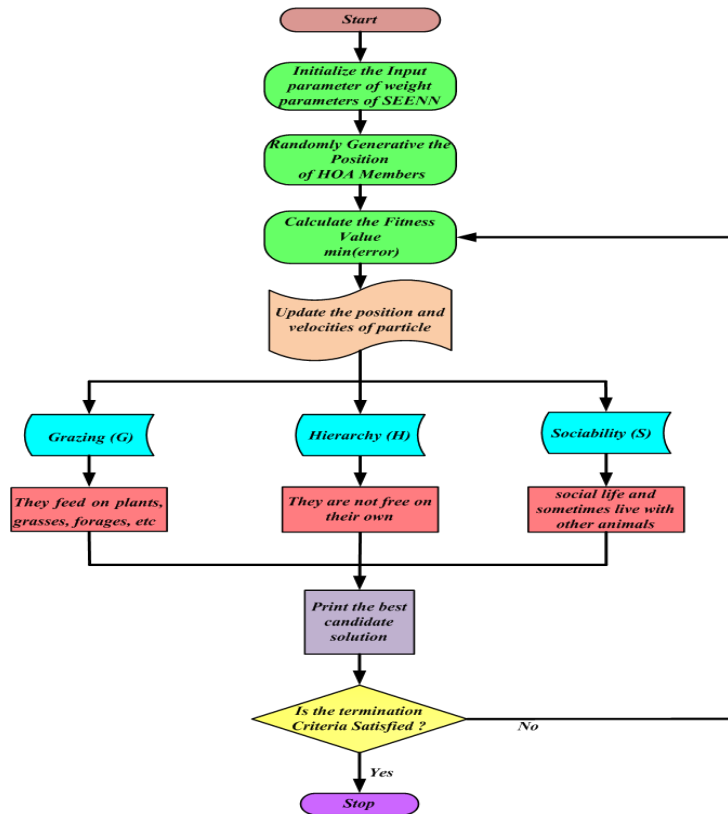 Start
Initialize the Input
parameter of weight
parameters of SEENN
Randomly Generative the
Position
of HOA Members
Calculate the Fitness
Value
min(error)
Update the position and
velocities of particle
Grazing (G)
Hierarchy (H)
Sociability (S)
They feed on plants,
grasses, forages, etc
They are not free on
their own
social life and
sometimes live with
other animals
Print the best
candidate
solution
Is the termination
Criteria Satisfied ?
No
Yes
Stop